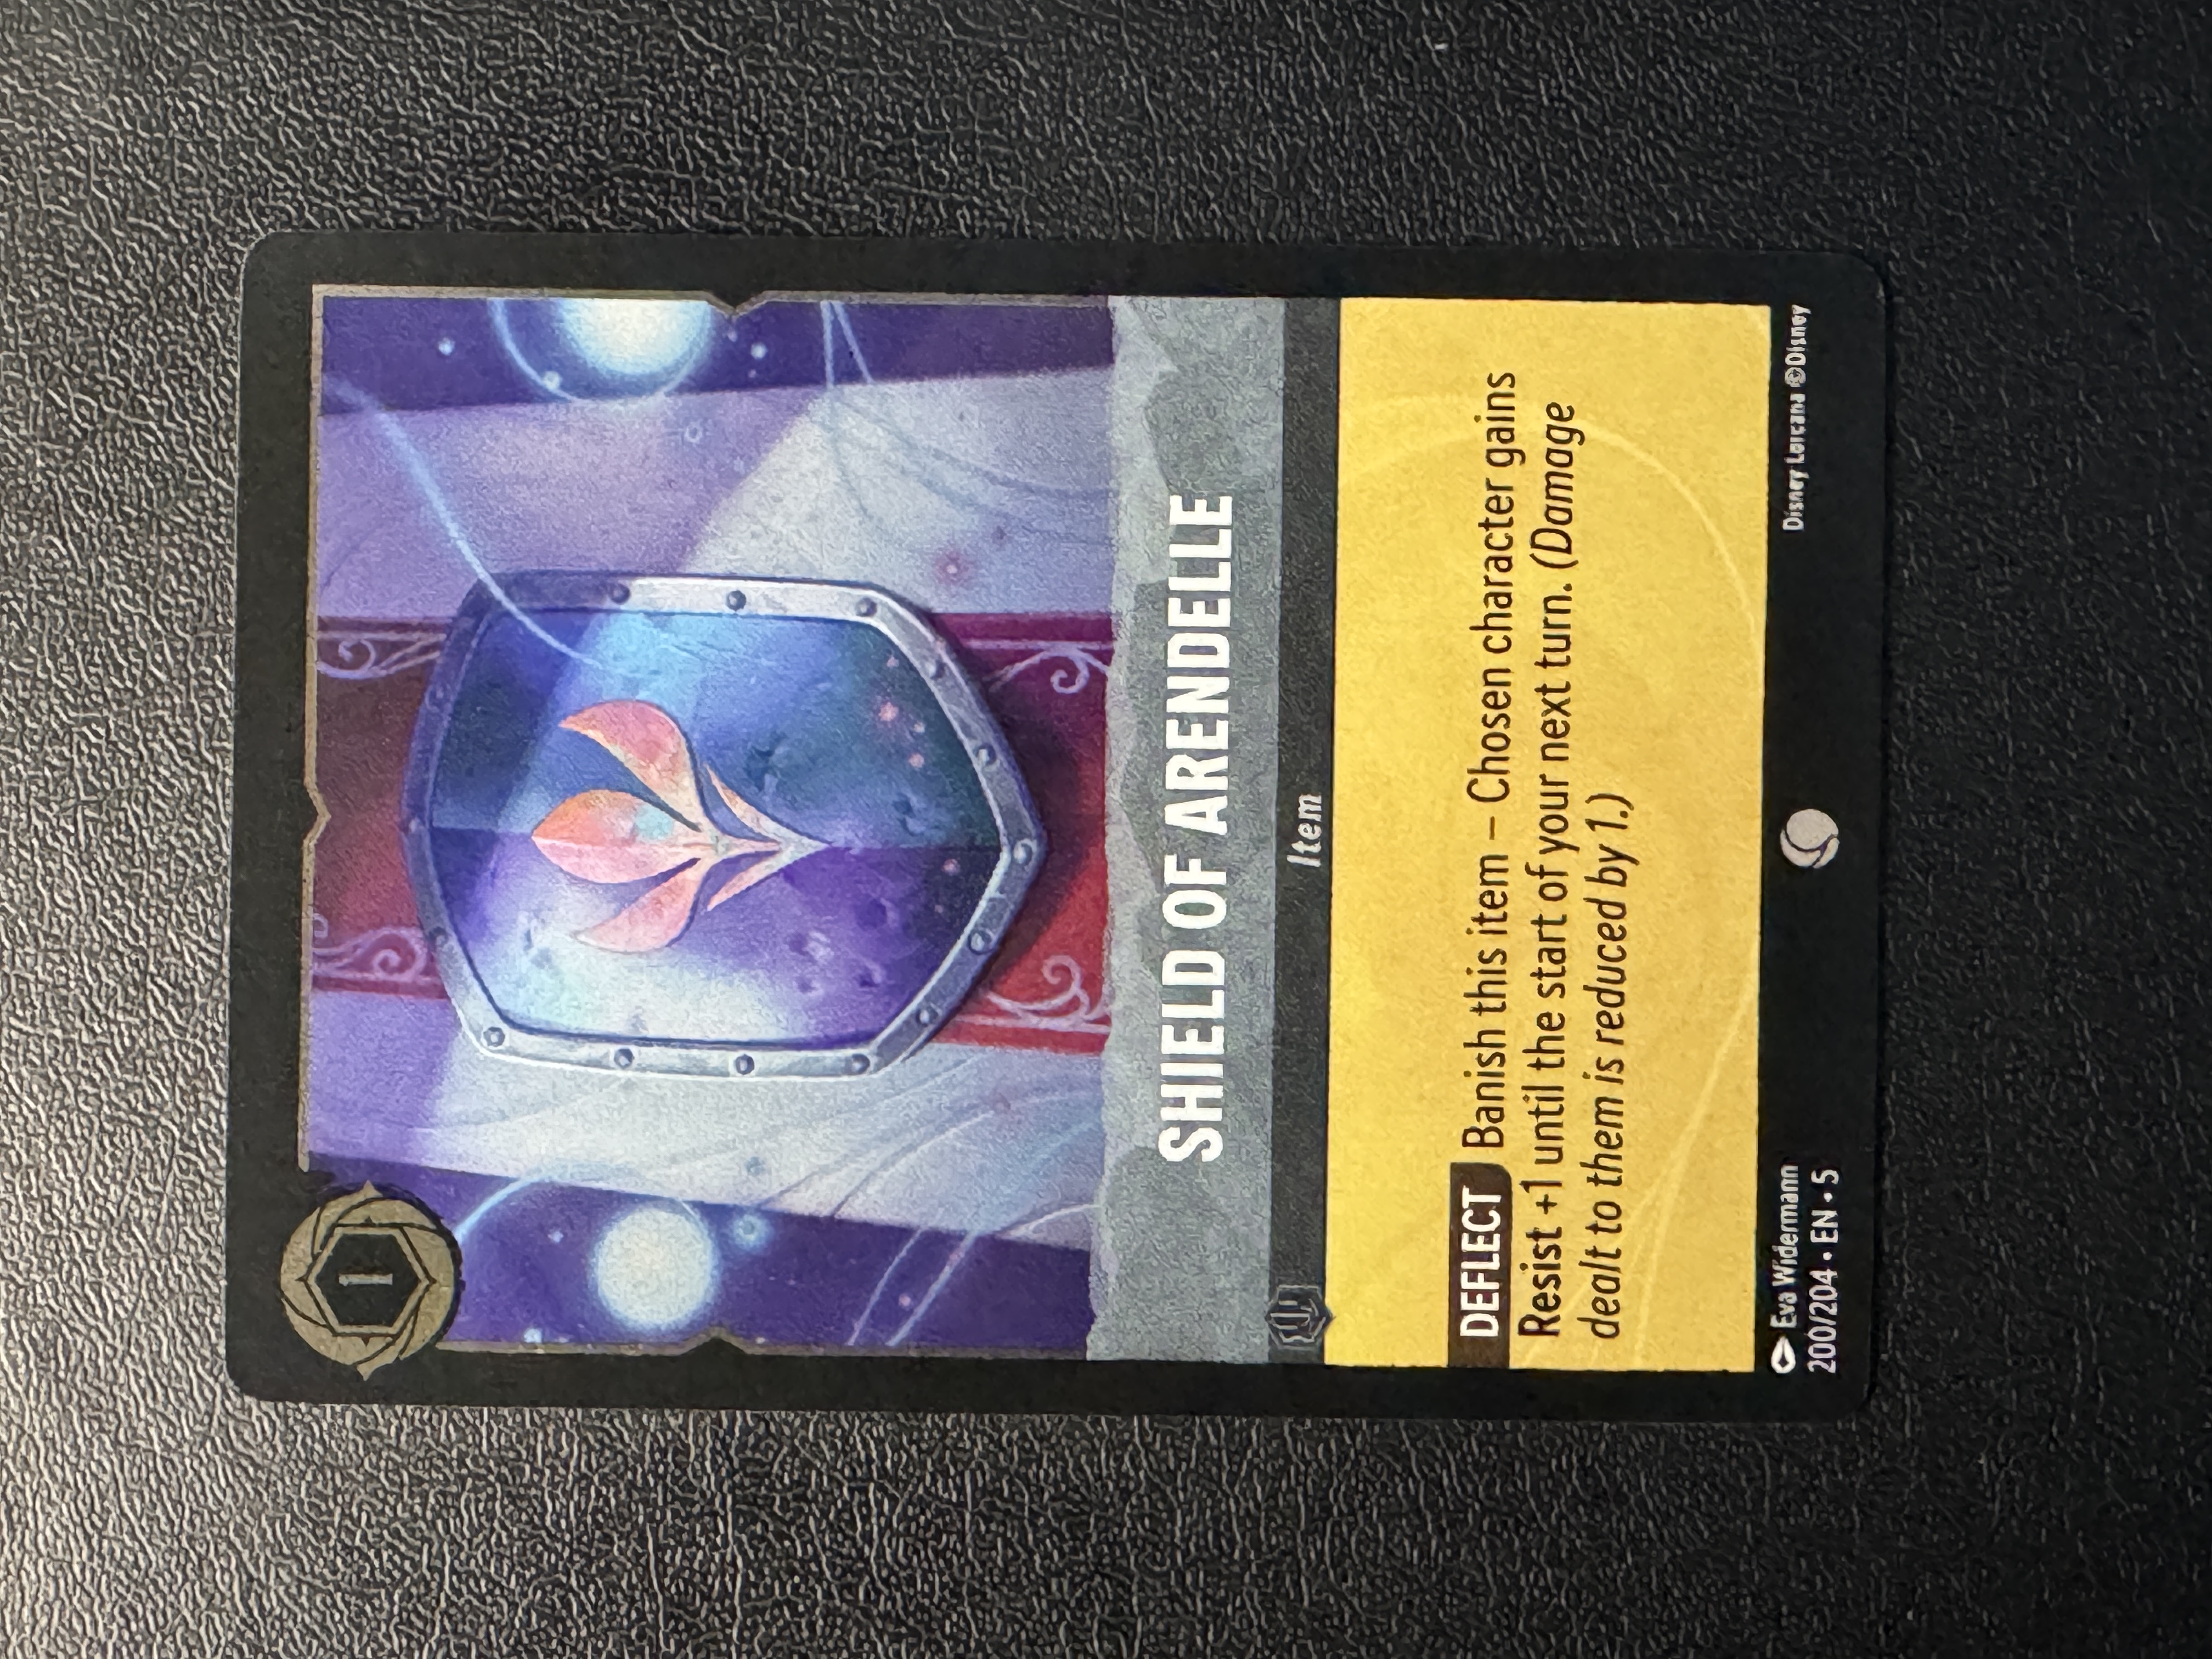 1
SHIELD OF ARENDELLE
Item
DEFLECT Banish this item – Chosen character gains
Resist +1 until the start of your next turn. (Damage
dealt to them is reduced by 1.)
Eva Widermann
200/204 • EN • 5
Disney Lorcana ©Disney